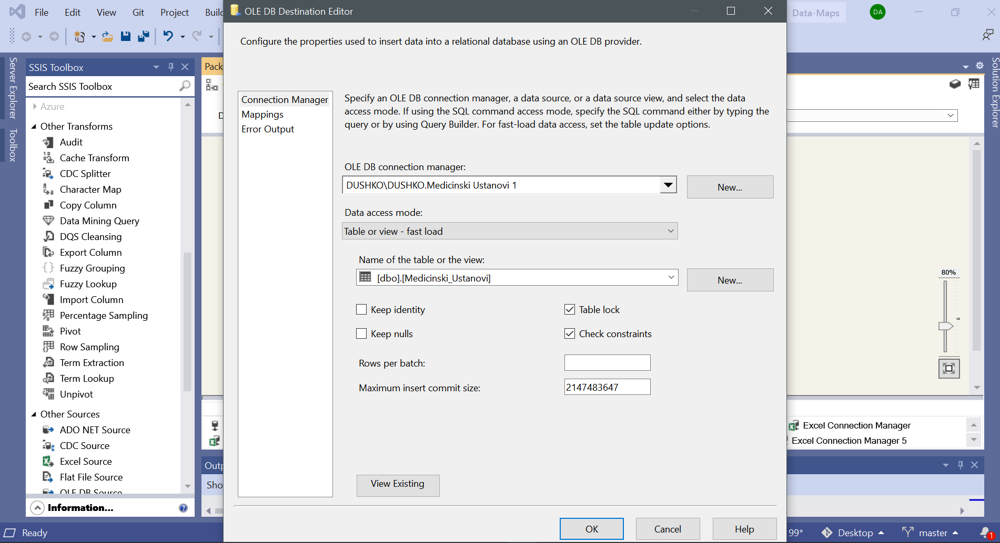 File Edit View Git Project Build
OLE DB Destination Editor
Data-Maps
DA
Configure the properties used to insert data into a relational database using an OLE DB provider.
Server Explorer
Toolbox
SSIS Toolbox
Search SSIS Toolbox
Azure
Other Transforms
Audit
Cache Transform
CDC Splitter
Character Map
Copy Column
Data Mining Query
DQS Cleansing
Export Column
Fuzzy Grouping
Fuzzy Lookup
Import Column
Percentage Sampling
Pivot
Row Sampling
Term Extraction
Term Lookup
Unpivot
Other Sources
ADO NET Source
CDC Source
Excel Source
Flat File Source
OLE DB Source
Information...
Pack
D
Connection Manager
Mappings
Error Output
Specify an OLE DB connection manager, a data source, or a data source view, and select the data
access mode. If using the SQL command access mode, specify the SQL command either by typing the
query or by using Query Builder. For fast-load data access, set the table update options.
OLE DB connection manager:
DUSHKO\DUSHKO.Medicinski Ustanovi 1
New...
Data access mode:
Table or view - fast load
Name of the table or the view:
[dbo].[Medicinski_Ustanovi]
New...
Keep identity
Table lock
Keep nulls
Check constraints
Rows per batch:
Maximum insert commit size:
2147483647
View Existing
OK
Cancel
Help
Solution Explorer
80%
Excel Connection Manager
Excel Connection Manager 5
Outp
Sho
Ready
99*
Desktop
master
1